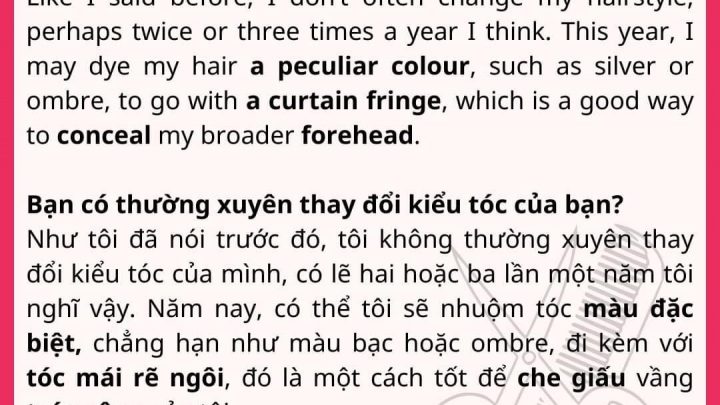 Like I said before, I don't often change my hairstyle,
perhaps twice or three times a year I think. This year, I
may dye my hair a peculiar colour, such as silver or
ombre, to go with a curtain fringe, which is a good way
to conceal my broader forehead.
Bạn có thường xuyên thay đổi kiểu tóc của bạn?
Như tôi đã nói trước đó, tôi không thường xuyên thay
đổi kiểu tóc của mình, có lẽ hai hoặc ba lần một năm tôi
nghĩ vậy. Năm nay, có thể tôi sẽ nhuộm tóc màu đặc
biệt, chẳng hạn như màu bạc hoặc ombre, đi kèm với
tóc mái rẽ ngôi, đó là một cách tốt để che giấu vầng